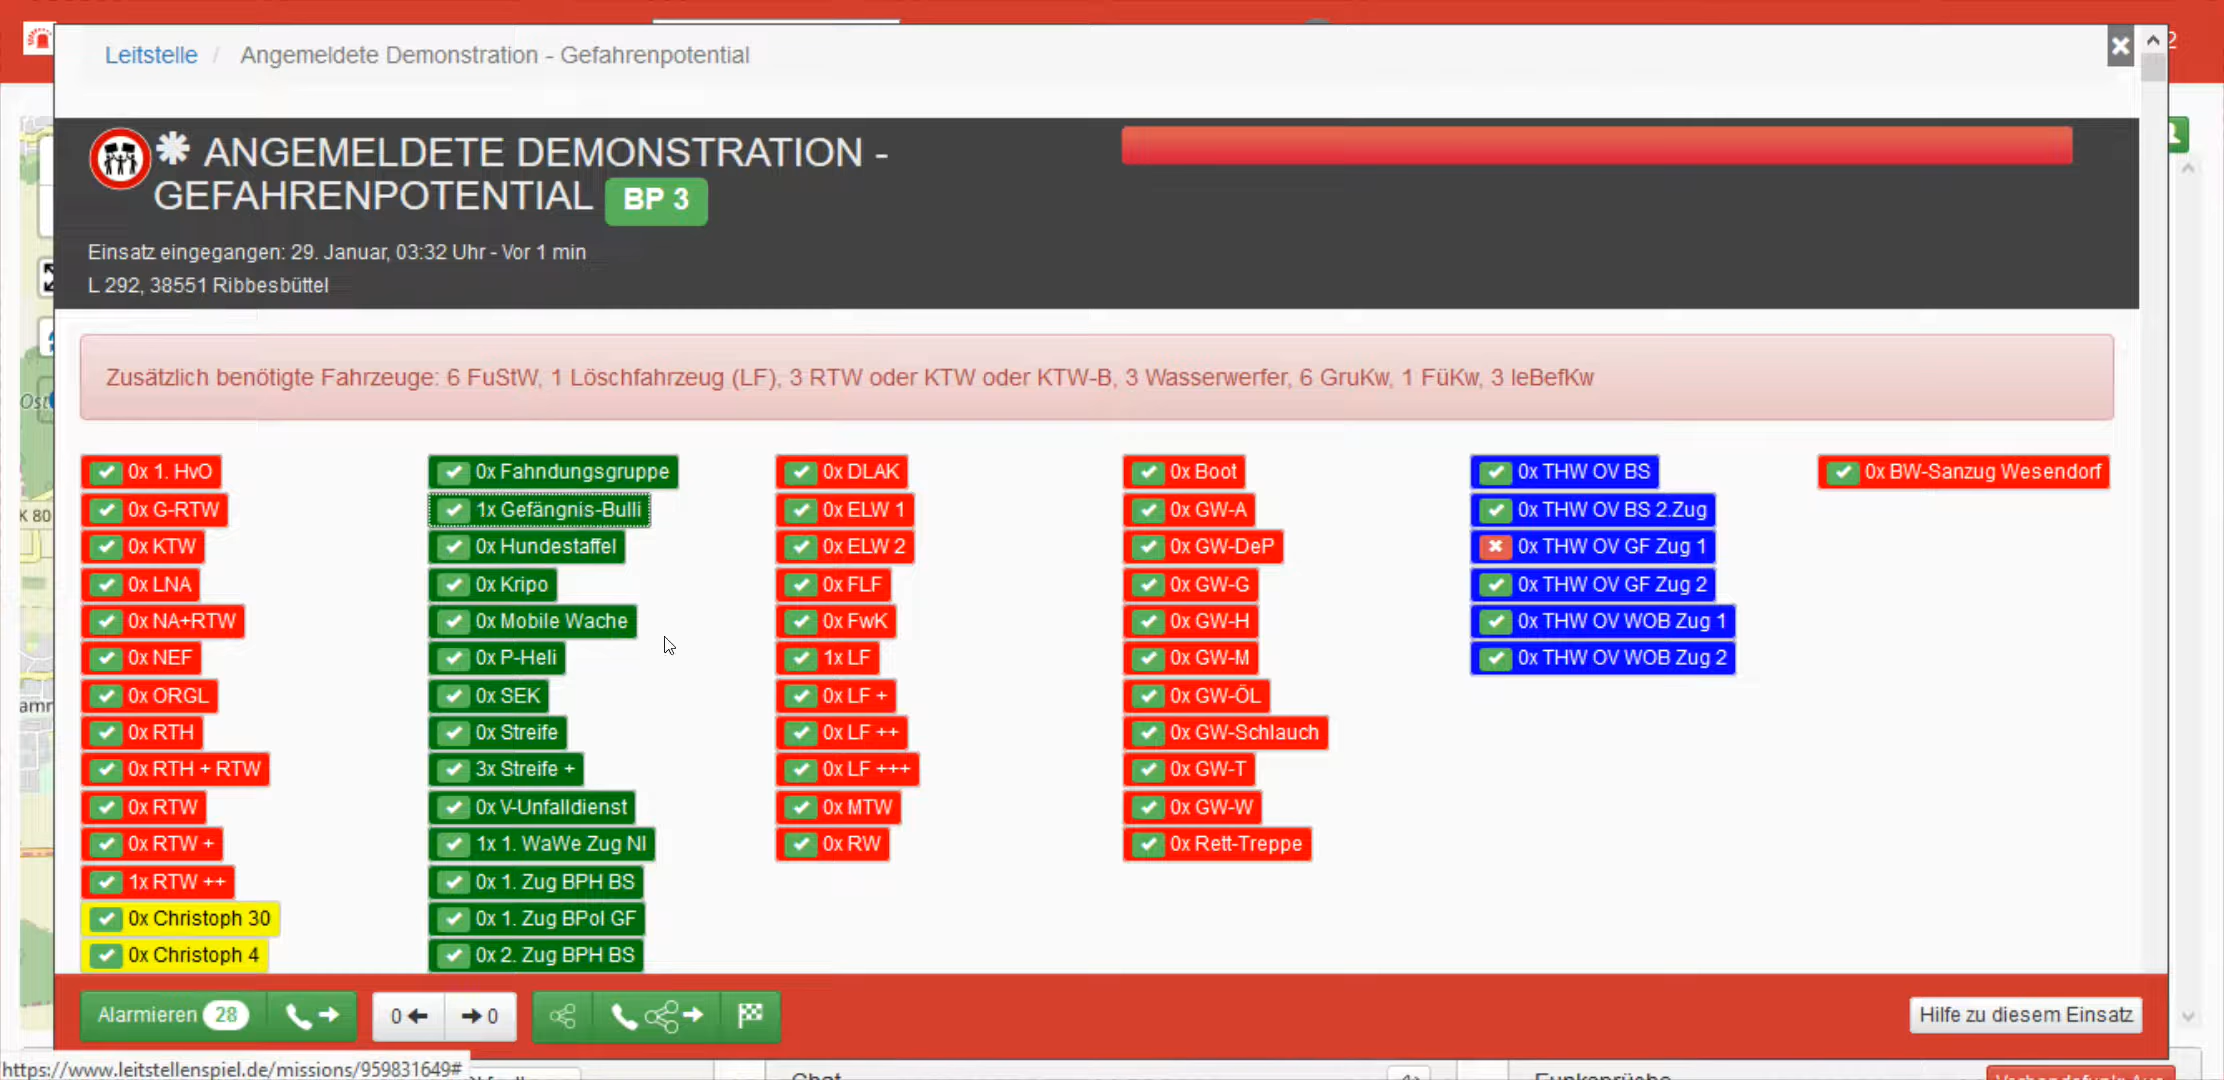 Leitstelle / Angemeldete Demonstration - Gefahrenpotential
ANGEMELDETE DEMONSTRATION -
GEFAHRENPOTENTIAL BP 3
Einsatz eingegangen: 29. Januar, 03:32 Uhr - Vor 1 min
L 292, 38551 Ribbesbüttel
Zusätzlich benötigte Fahrzeuge: 6 FuStW, 1 Löschfahrzeug (LF), 3 RTW oder KTW oder KTW-B, 3 Wasserwerfer, 6 GruKw, 1 FüKw, 3 leBefKw
0x 1. HvO
0x G-RTW
0x KTW
0x LNA
0x NA+RTW
0x NEF
0x ORGL
0x RTH
0x RTH + RTW
0x RTW
0x RTW +
1x RTW ++
0x Christoph 30
0x Christoph 4
0x Fahndungsgruppe
1x Gefängnis-Bulli
0x Hundestaffel
0x Kripo
0x Mobile Wache
0x P-Heli
0x SEK
0x Streife
3x Streife +
0x V-Unfalldienst
1x 1. WaWe Zug NI
0x 1. Zug BPH BS
0x 1. Zug BPol GF
0x 2. Zug BPH BS
0x DLAK
0x ELW 1
0x ELW 2
0x FLF
0x FwK
1x LF
0x LF +
0x LF ++
0x LF +++
0x MTW
0x RW
0x Boot
0x GW-A
0x GW-DeP
0x GW-G
0x GW-H
0x GW-M
0x GW-ÖL
0x GW-Schlauch
0x GW-T
0x GW-W
0x Rett-Treppe
0x THW OV BS
0x THW OV BS 2.Zug
0x THW OV GF Zug 1
0x THW OV GF Zug 2
0x THW OV WOB Zug 1
0x THW OV WOB Zug 2
0x BW-Sanzug Wesendorf
K 80
Alarmieren 28
0
0
Hilfe zu diesem Einsatz
https://www.leitstellenspiel.de/missions/959831649#
Chat
Funksprüche